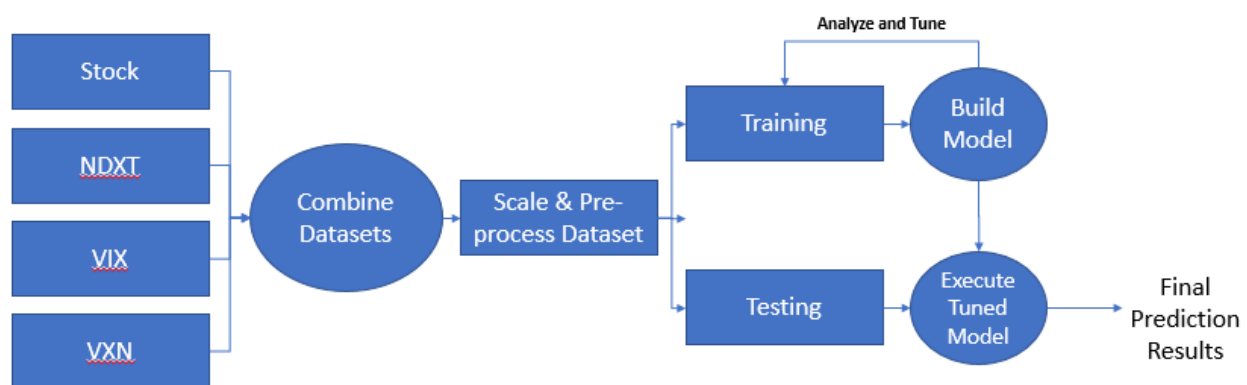 Analyze and Tune
Stock
NDXT
VIX
VXN
Combine
Datasets
Scale & Pre-
process Dataset
Training
Build
Model
Testing
Execute
Tuned
Model
Final
Prediction
Results